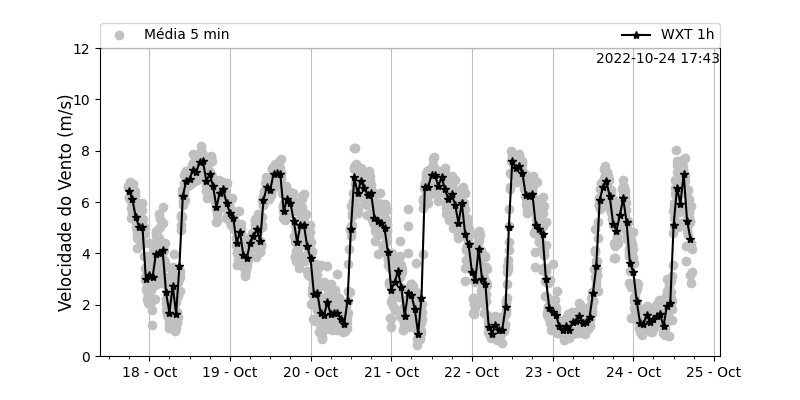 Média 5 min
WXT 1h
2022-10-24 17:43
Velocidade do Vento (m/s)
12
10
8
6
4
2
0
18 - Oct
19 - Oct
20 - Oct
21 - Oct
22 - Oct
23 - Oct
24 - Oct
25 - Oct